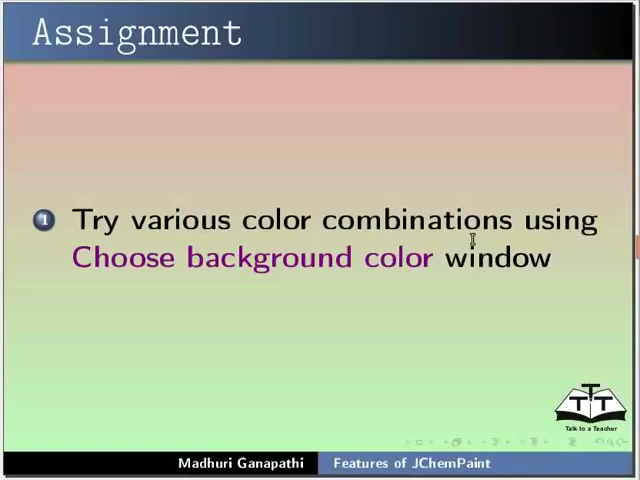 Assignment
1 Try various color combinations using
Choose background color window
TTT
Talk to a Teacher
Madhuri Ganapathi Features of JChemPaint